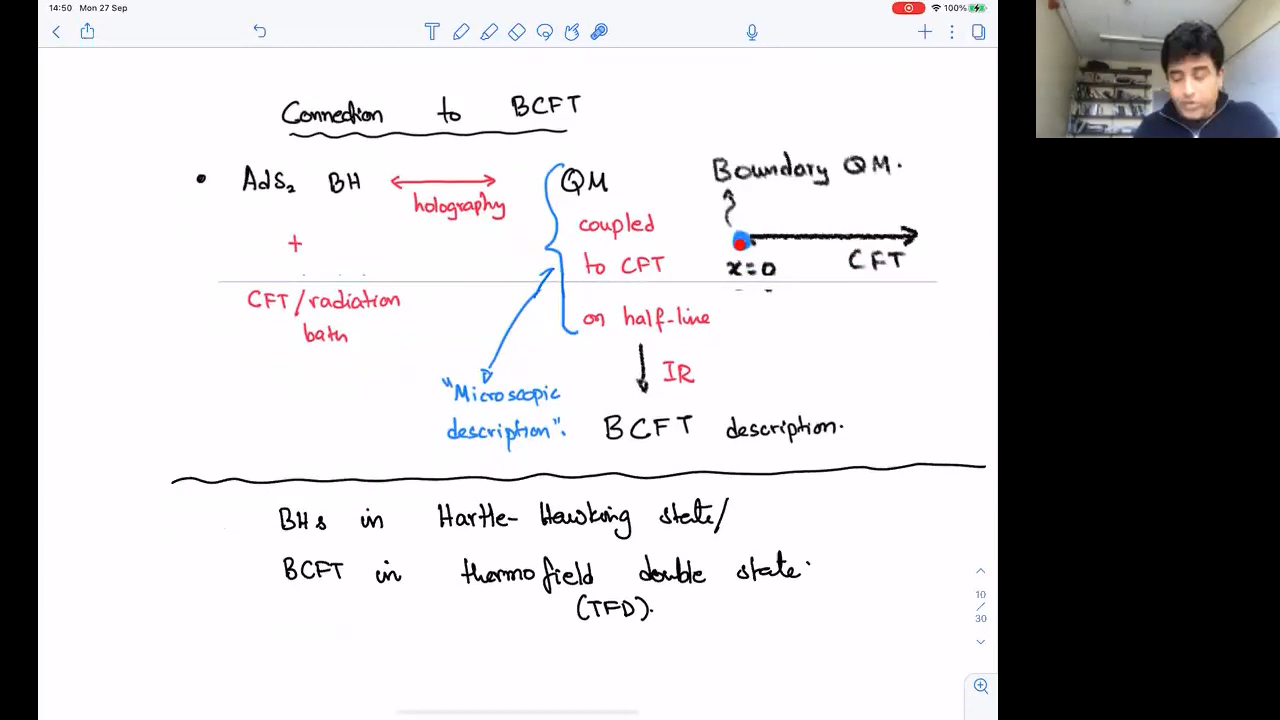 14:50 Mon 27 Sep
100%
Connection to BCFT
• AdS₂ BH ⟷ QM
holography
+
CFT/radiation
bath
coupled
to CFT
on half-line
Boundary QM.
x=0
CFT
IR
"Microscopic
description".
BCFT description.
BHs in Hartle-Hawking state/
BCFT in thermofield double state.
(TFD).
10
/
30